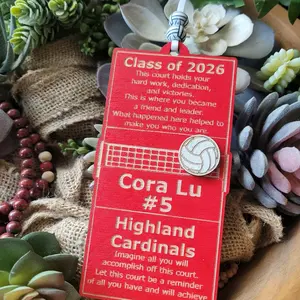 Class of 2026
This court holds your
hard work, dedication,
and victories.
This is where you became
a friend and leader.
What happened here helped to
make you who you are.
Cora Lu
#5
Highland
Cardinals
Imagine all you will
accomplish off this court.
Let this court be a reminder
of all you have and will achieve